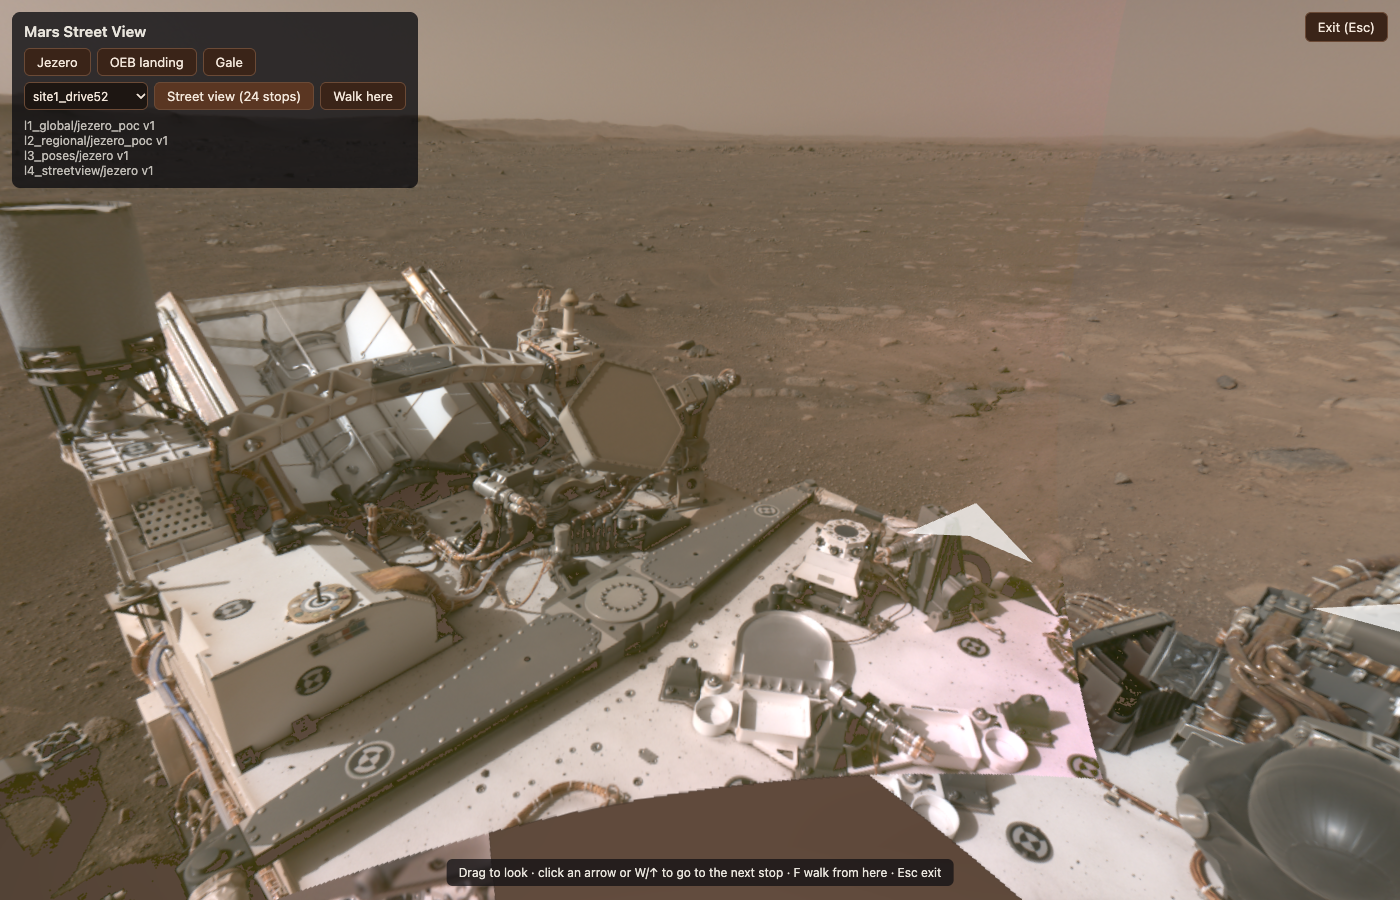 Mars Street View
Exit (Esc)
Jezero
OEB landing
Gale
site1_drive52
Street view (24 stops)
Walk here
l1_global/jezero_poc v1
l2_regional/jezero_poc v1
l3_poses/jezero v1
l4_streetview/jezero v1
Drag to look · click an arrow or W/↑ to go to the next stop · F walk from here · Esc exit